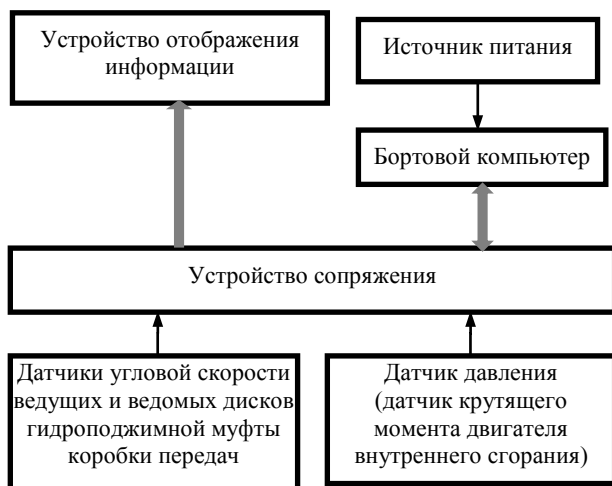 Устройство отображения
информации
Источник питания
Бортовой компьютер
Устройство сопряжения
Датчики угловой скорости
ведущих и ведомых дисков
гидроподжимной муфты
коробки передач
Датчик давления
(датчик крутящего
момента двигателя
внутреннего сгорания)